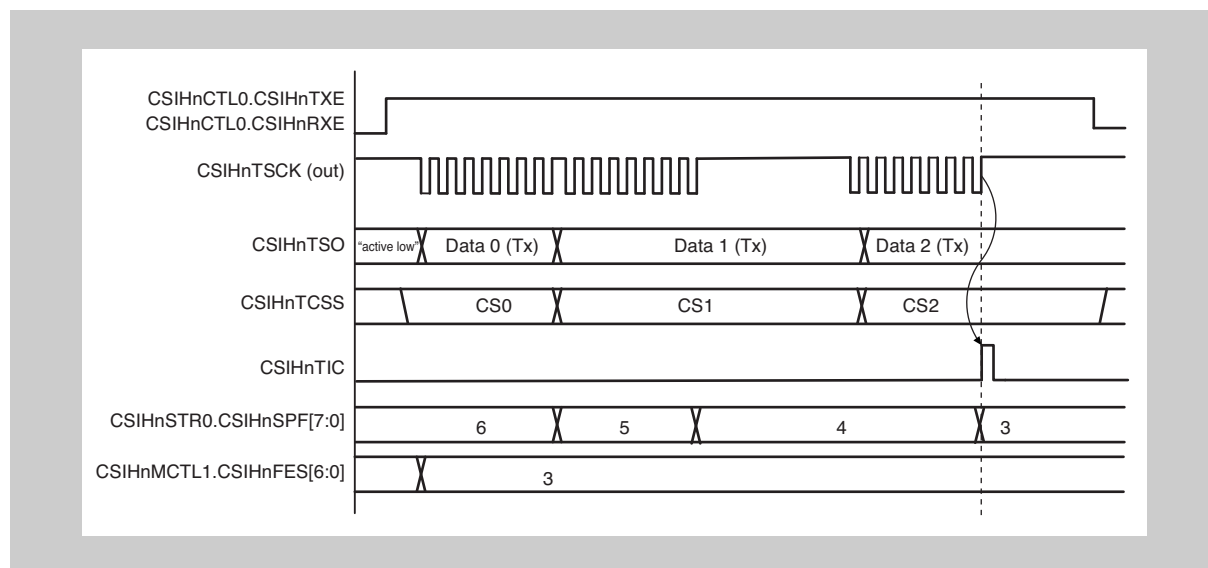 CSIHnCTL0.CSIHnTXE
CSIHnCTL0.CSIHnRXE
CSIHnTSCK (out)
CSIHnTSO
“active low”
Data 0 (Tx)
Data 1 (Tx)
Data 2 (Tx)
CSIHnTCSS
CS0
CS1
CS2
CSIHnTIC
CSIHnSTR0.CSIHnSPF[7:0]
6
5
4
3
CSIHnMCTL1.CSIHnFES[6:0]
3